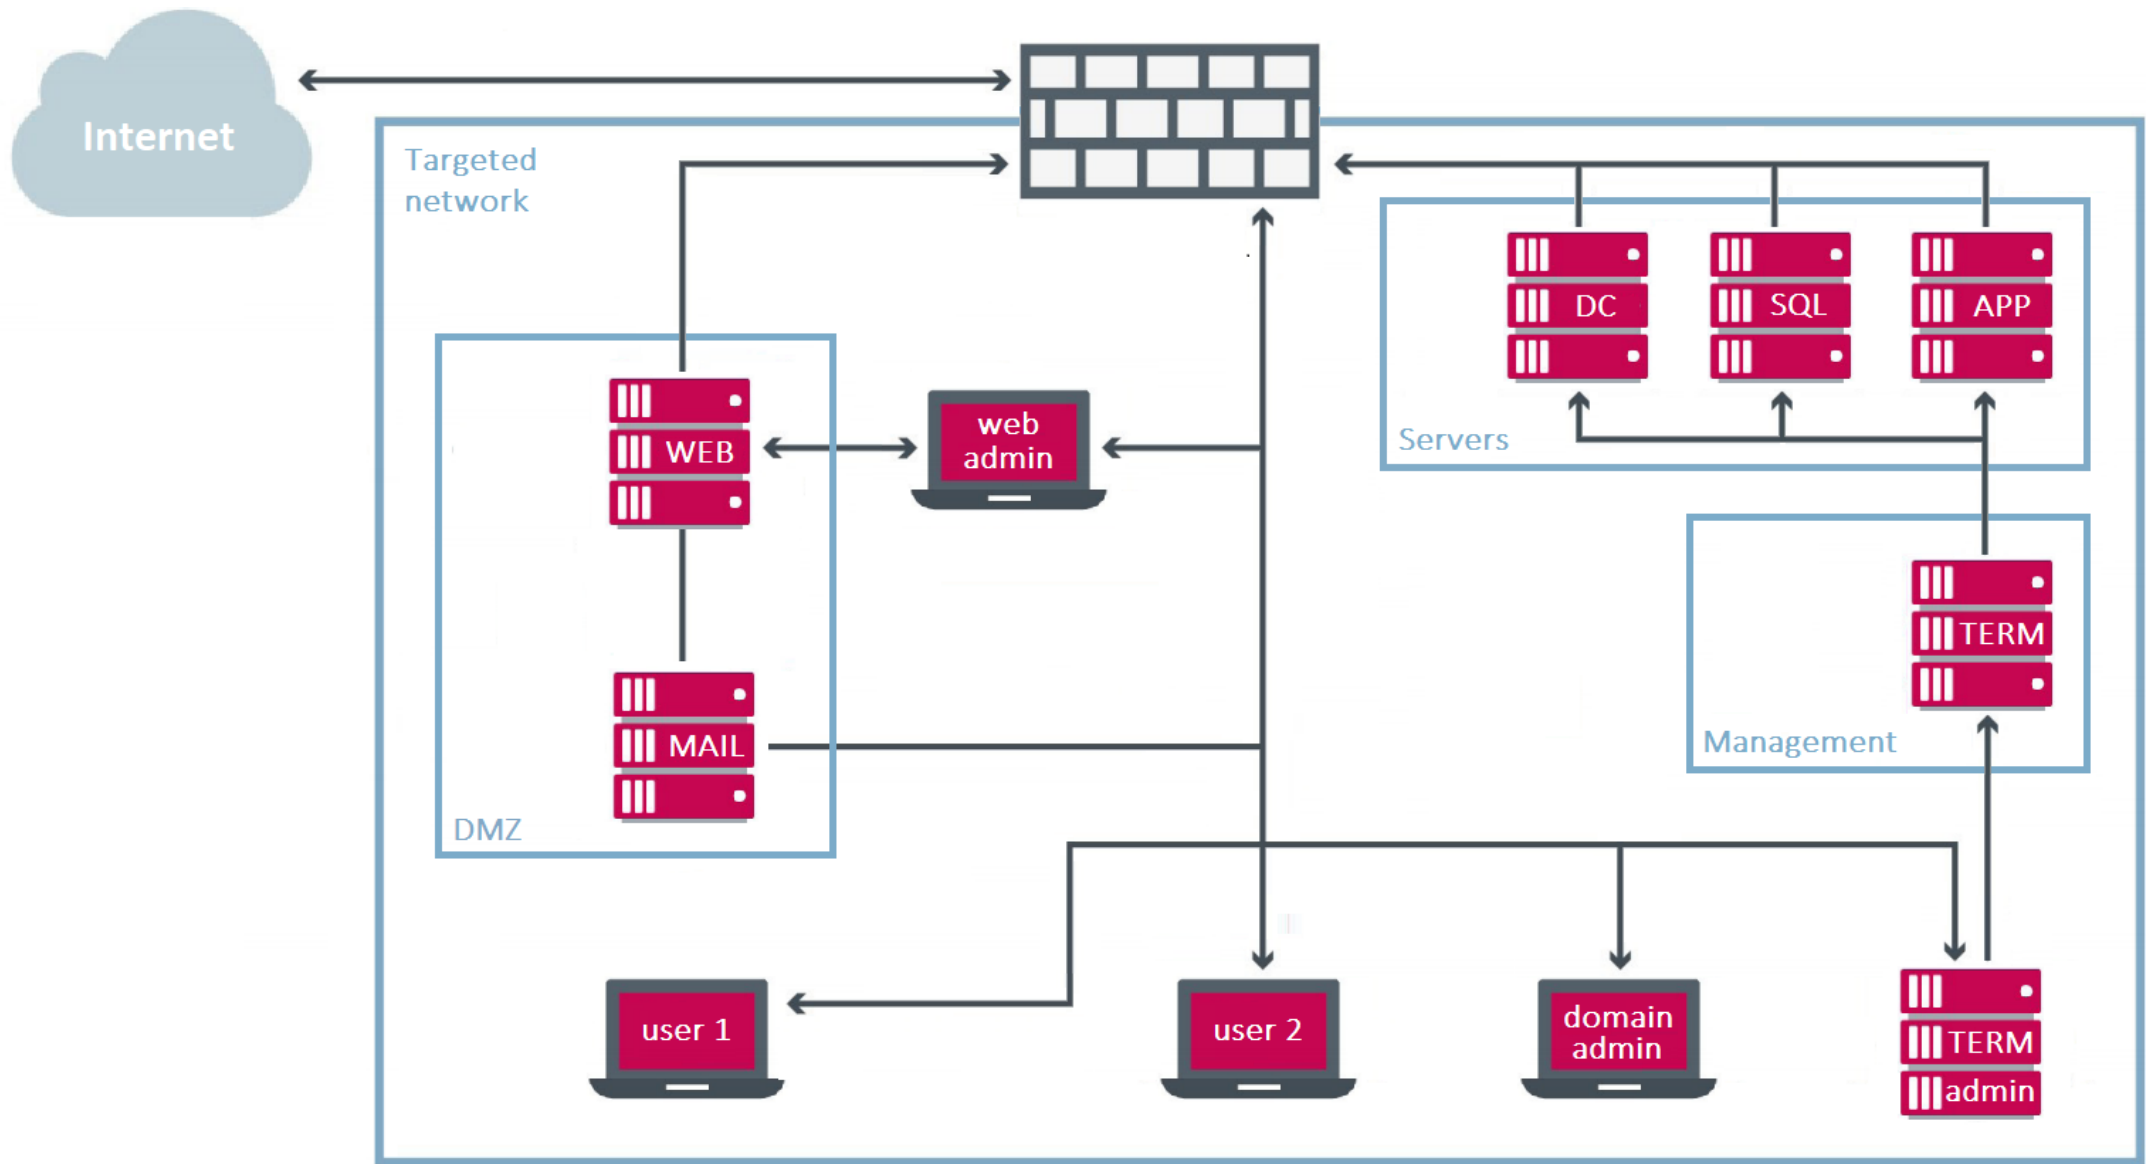 Internet
Targeted
network
DC
SQL
APP
Servers
WEB
web
admin
TERM
Management
MAIL
DMZ
user 1
user 2
domain
admin
TERM
admin